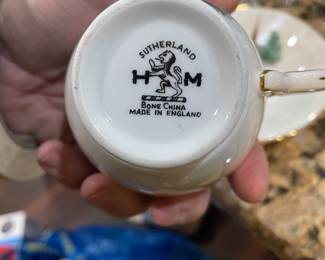 SUTHERLAND
H M
BONE CHINA
MADE IN ENGLAND